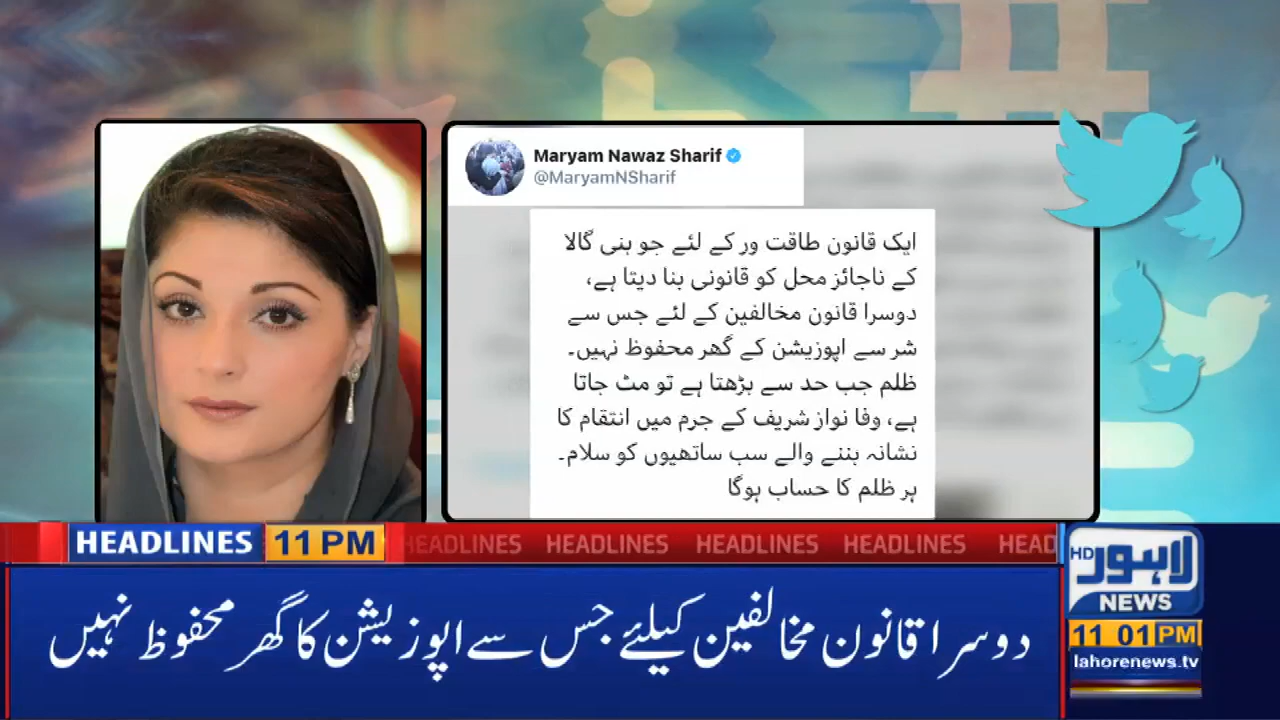 Maryam Nawaz Sharif
@MaryamNSharif
ایک قانون طاقت ور کے لئے جو بنی گالا
کے ناجائز محل کو قانونی بنا دیتا ہے،
دوسرا قانون مخالفین کے لئے جس سے
شر سے اپوزیشن کے گھر محفوظ نہیں۔
ظلم جب حد سے بڑھتا ہے تو مٹ جاتا
ہے، وفا نواز شریف کے جرم میں انتقام کا
نشانہ بننے والے سب ساتھیوں کو سلام۔
ہر ظلم کا حساب ہوگا
HEADLINES 11 PM HEADLINES HEADLINES HEADLINES HEADLINES HEAD
دوسرا قانون مخالفین کیلئے جس سے اپوزیشن کا گھر محفوظ نہیں
HD لاہور
NEWS
11 01 PM
lahorenews.tv